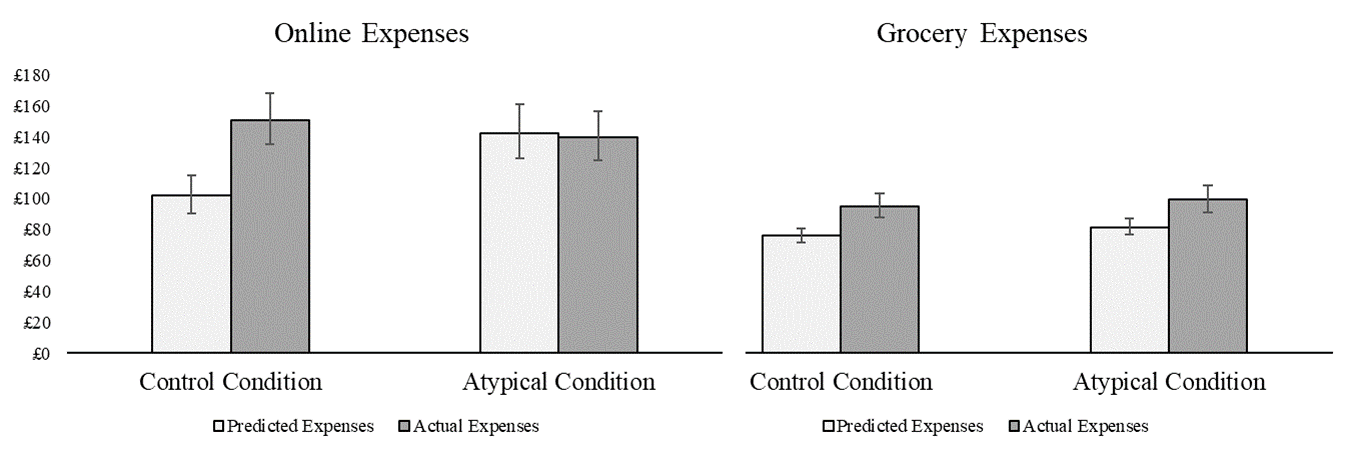 Online Expenses
Grocery Expenses
£180
£160
£140
£120
£100
£80
£60
£40
£20
£0
Control Condition
Atypical Condition
Control Condition
Atypical Condition
Predicted Expenses
Actual Expenses
Predicted Expenses
Actual Expenses